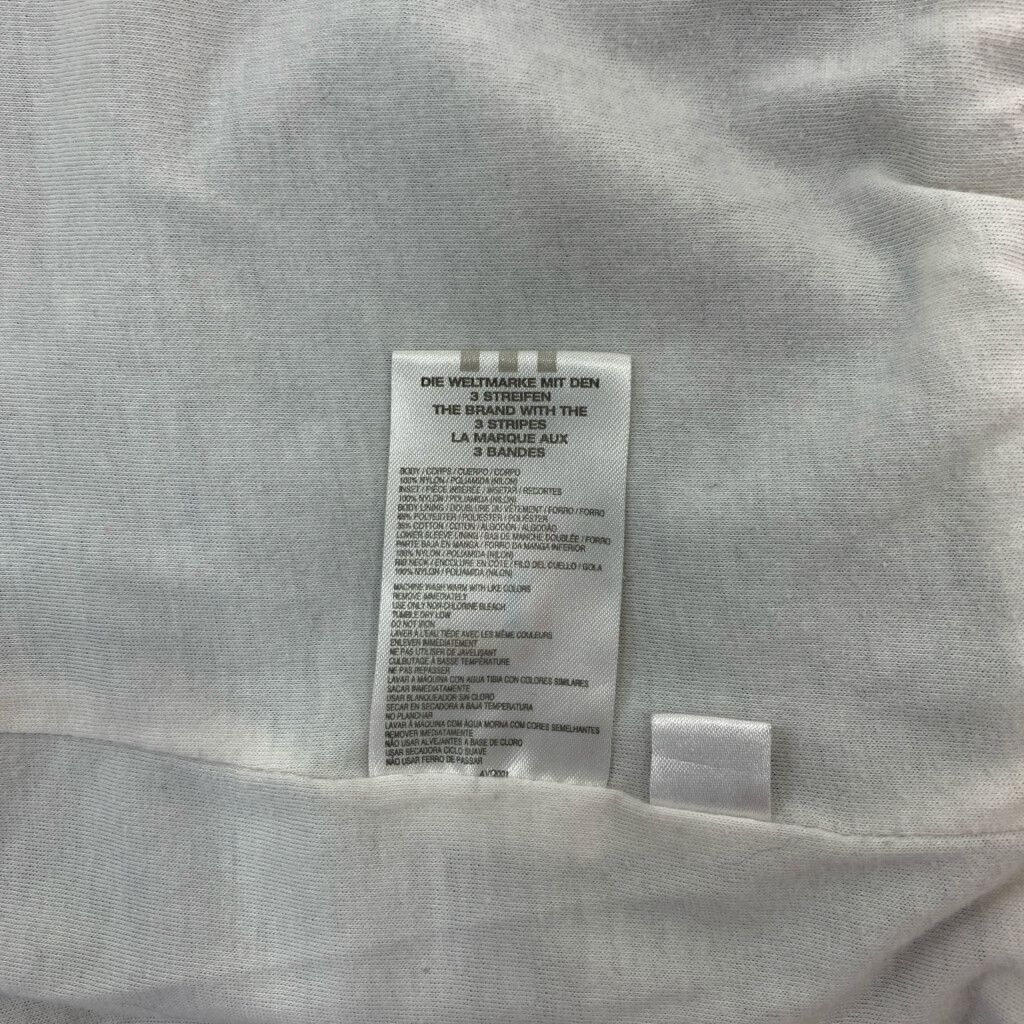 DIE WELTMARKE MIT DEN
3 STREIFEN
THE BRAND WITH THE
3 STRIPES
LA MARQUE AUX
3 BANDES
BODY / CORPS / CUERPO / CORPO
100% NYLON / POLIAMIDA (NILON)
INSET / PIÈCE INSÉRÉE / INSETAR / RECORTES
100% NYLON / POLIAMIDA (NILON)
BODY LINING / DOUBLURE DU VÊTEMENT / FORRO / FORRO
65% POLYESTER / POLIESTER / POLIÉSTER
35% COTTON / COTON / ALGODÓN / ALGODÃO
LOWER SLEEVE LINING / BAS DE MANCHE DOUBLÉE / FORRO
PARTE BAJA EN MANGA / FORRO DA MANGA INFERIOR
100% NYLON / POLIAMIDA (NILON)
RIB NECK / ENCOLURE EN CÔTE / FILO DEL CUELLO / GOLA
100% NYLON / POLIAMIDA (NILON)
MACHINE WASH WARM WITH LIKE COLORS
REMOVE IMMEDIATELY
USE ONLY NON-CHLORINE BLEACH
TUMBLE DRY LOW
DO NOT IRON
LAVER À L'EAU TIÈDE AVEC LES MÊME COULEURS
ENLEVER IMMÉDIATEMENT
NE PAS UTILISER DE JAVELISANT
CULBUTAGE À BASSE TEMPÉRATURE
NE PAS REPASSER
LAVAR A MÁQUINA CON AGUA TIBIA CON COLORES SIMILARES
SACAR INMEDIATAMENTE
USAR BLANQUEADOR SIN CLORO
SECAR EN SECADORA A BAJA TEMPERATURA
NO PLANCHAR
LAVAR À MÁQUINA COM ÁGUA MORNA COM CORES SEMELHANTES
REMOVER IMEDIATAMENTE
NÃO USAR ALVEJANTES A BASE DE CLORO
USAR SECADORA CICLO SUAVE
NÃO USAR FERRO DE PASSAR